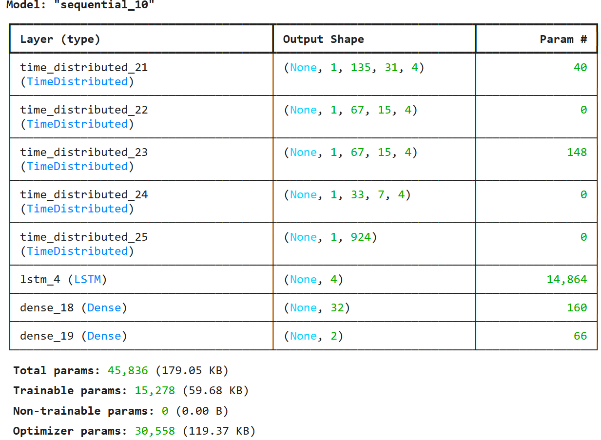 Model: "sequential_10"
Layer (type) Output Shape Param #
time_distributed_21 (None, 1, 135, 31, 4) 40
(TimeDistributed)
time_distributed_22 (None, 1, 67, 15, 4) 0
(TimeDistributed)
time_distributed_23 (None, 1, 67, 15, 4) 148
(TimeDistributed)
time_distributed_24 (None, 1, 33, 7, 4) 0
(TimeDistributed)
time_distributed_25 (None, 1, 924) 0
(TimeDistributed)
lstm_4 (LSTM) (None, 4) 14,864
dense_18 (Dense) (None, 32) 160
dense_19 (Dense) (None, 2) 66
Total params: 45,836 (179.05 KB)
Trainable params: 15,278 (59.68 KB)
Non-trainable params: 0 (0.00 B)
Optimizer params: 30,558 (119.37 KB)